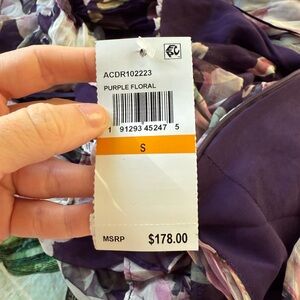 ACDR102223
PURPLE FLORAL
1 91293 45247 5
S
MSRP $178.00